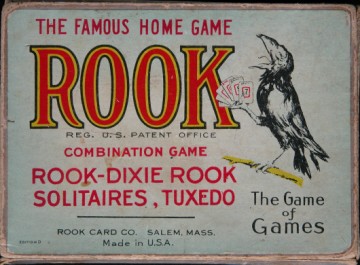 THE FAMOUS HOME GAME
ROOK
REG. U.S. PATENT OFFICE
COMBINATION GAME
ROOK-DIXIE ROOK
SOLITAIRES, TUXEDO
The Game
of
Games
ROOK CARD CO. SALEM, MASS.
Made in U.S.A.